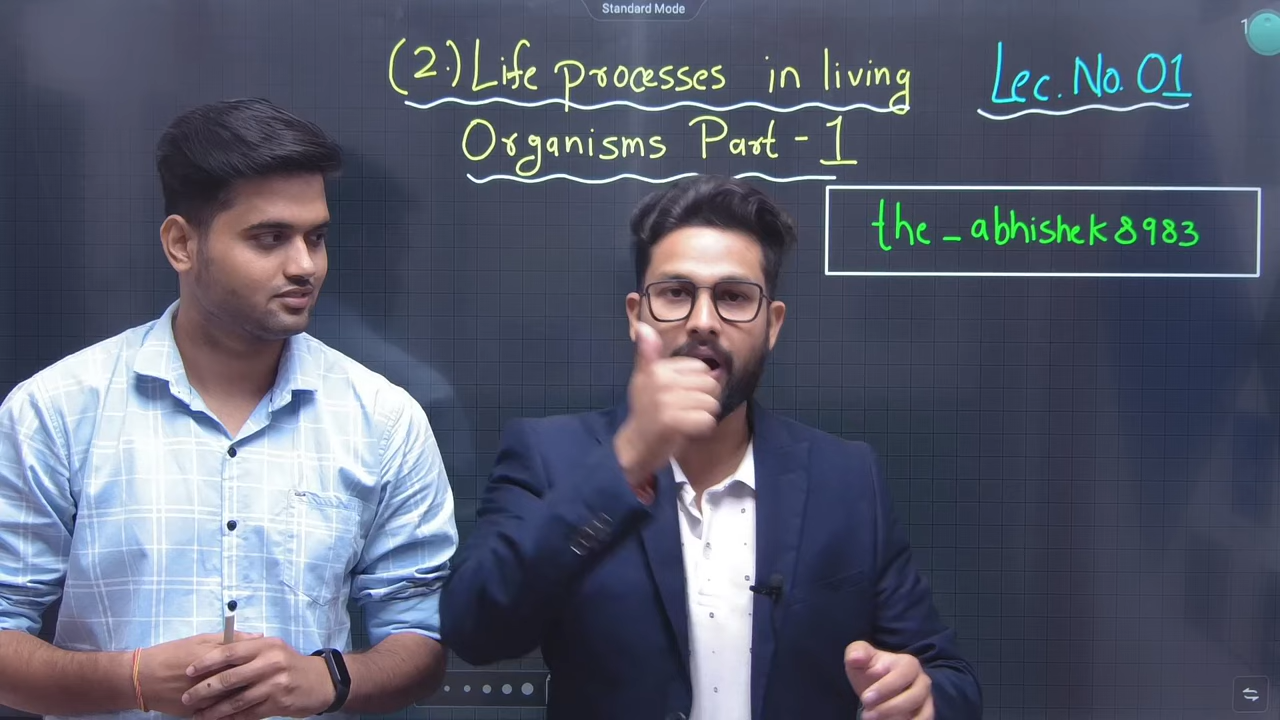 Standard Mode
(2.) Life processes in living Lec. No. 01
Organisms Part - 1
the_abhishek8983